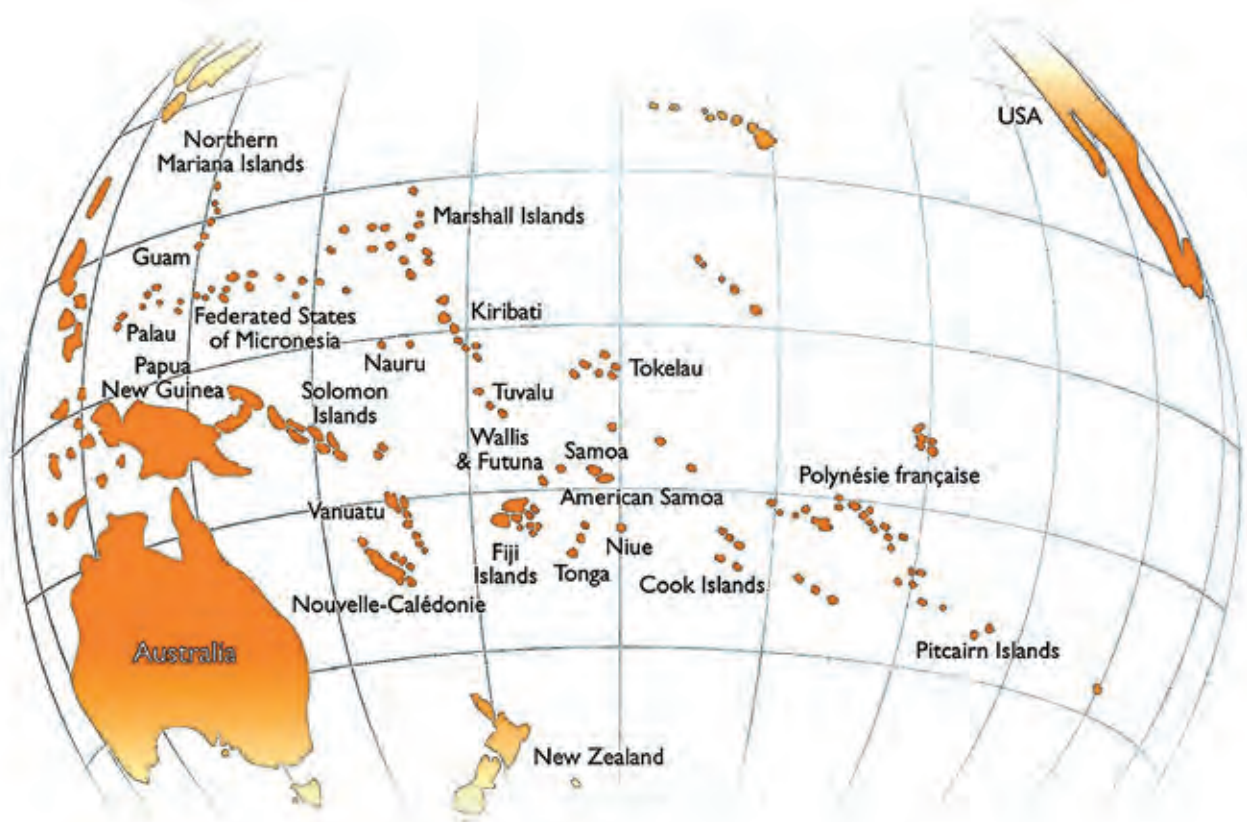 USA
Northern
Mariana Islands
Marshall Islands
Guam
Kiribati
Federated States
of Micronesia
Palau
Nauru
Papua
New Guinea
Solomon
Islands
Tokelau
Tuvalu
Wallis
& Futuna
Samoa
Polynésie française
American Samoa
Vanuatu
Fiji
Islands
Tonga
Niue
Cook Islands
Nouvelle-Calédonie
Australia
Pitcairn Islands
New Zealand